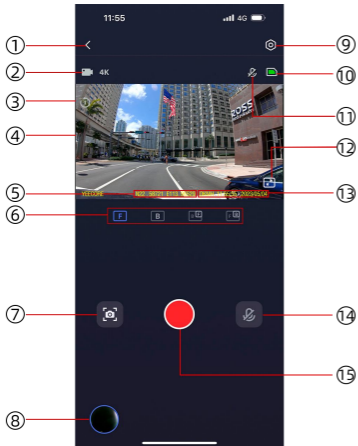 11:55 4G
① ⑨
② 4K ⑩
③ ⑪
④ ⑫
ROSS
⑤ ⑬
⑥ F B
⑦ ⑭
⑮
⑧